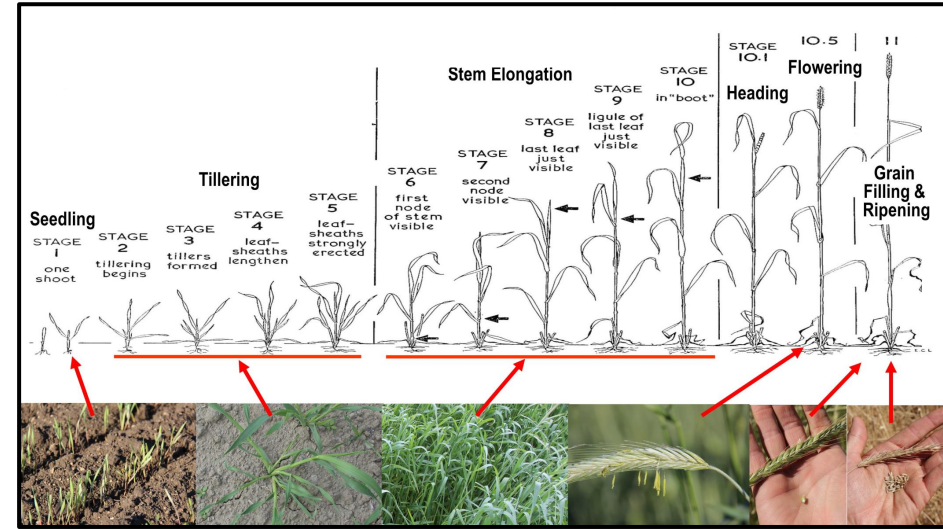 Seedling
STAGE
1
one
shoot
STAGE
2
tillering
begins
Tillering
STAGE
3
tillers
formed
STAGE
4
leaf-
sheaths
lengthen
STAGE
5
leaf-
sheaths
strongly
erected
Stem Elongation
STAGE
6
first
node
of stem
visible
STAGE
7
second
node
visible
STAGE
8
last leaf
just
visible
STAGE
9
ligule of
last leaf
just
visible
STAGE
10
in "boot"
STAGE
10.1
Heading
10.5
Flowering
11
Grain
Filling &
Ripening